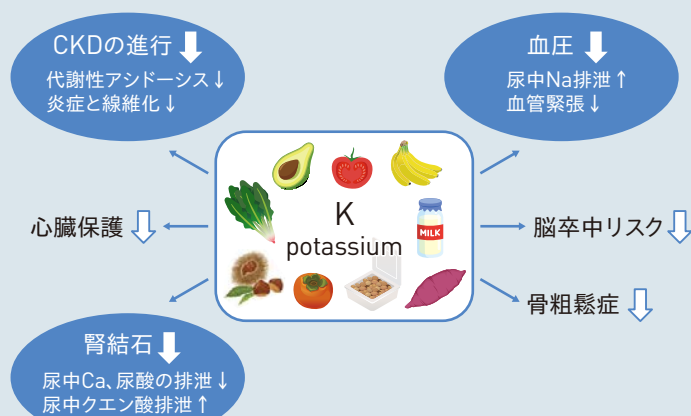 CKDの進行
代謝性アシドーシス↓
炎症と線維化↓
血圧
尿中Na排泄↑
血管緊張↓
K
potassium
MILK
心臓保護
脳卒中リスク
骨粗鬆症
腎結石
尿中Ca、尿酸の排泄↓
尿中クエン酸排泄↑